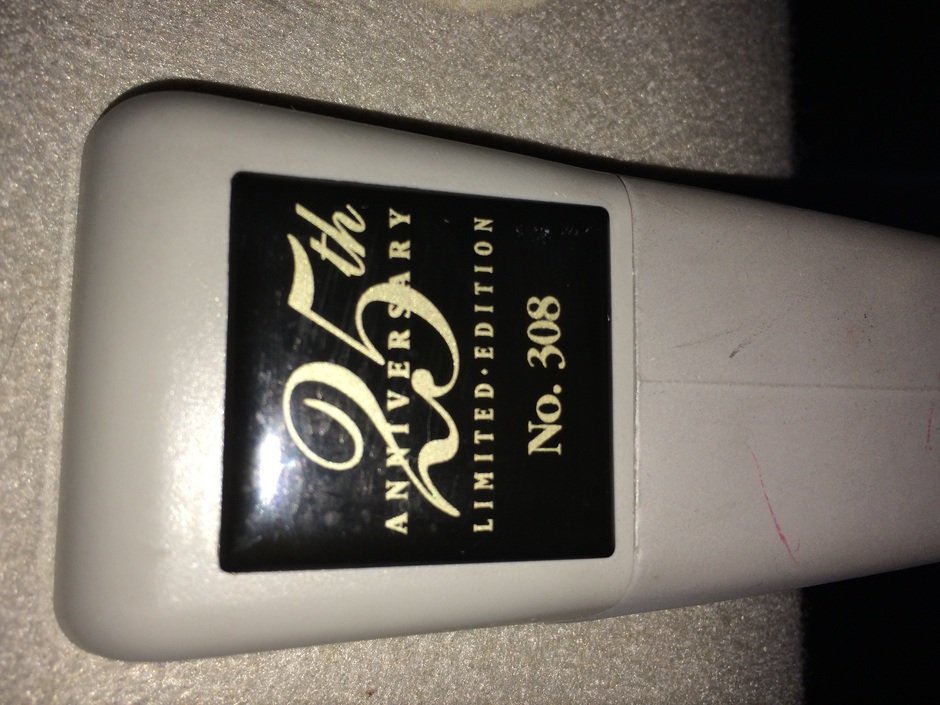 25th
ANNIVERSARY
LIMITED·EDITION
No. 308